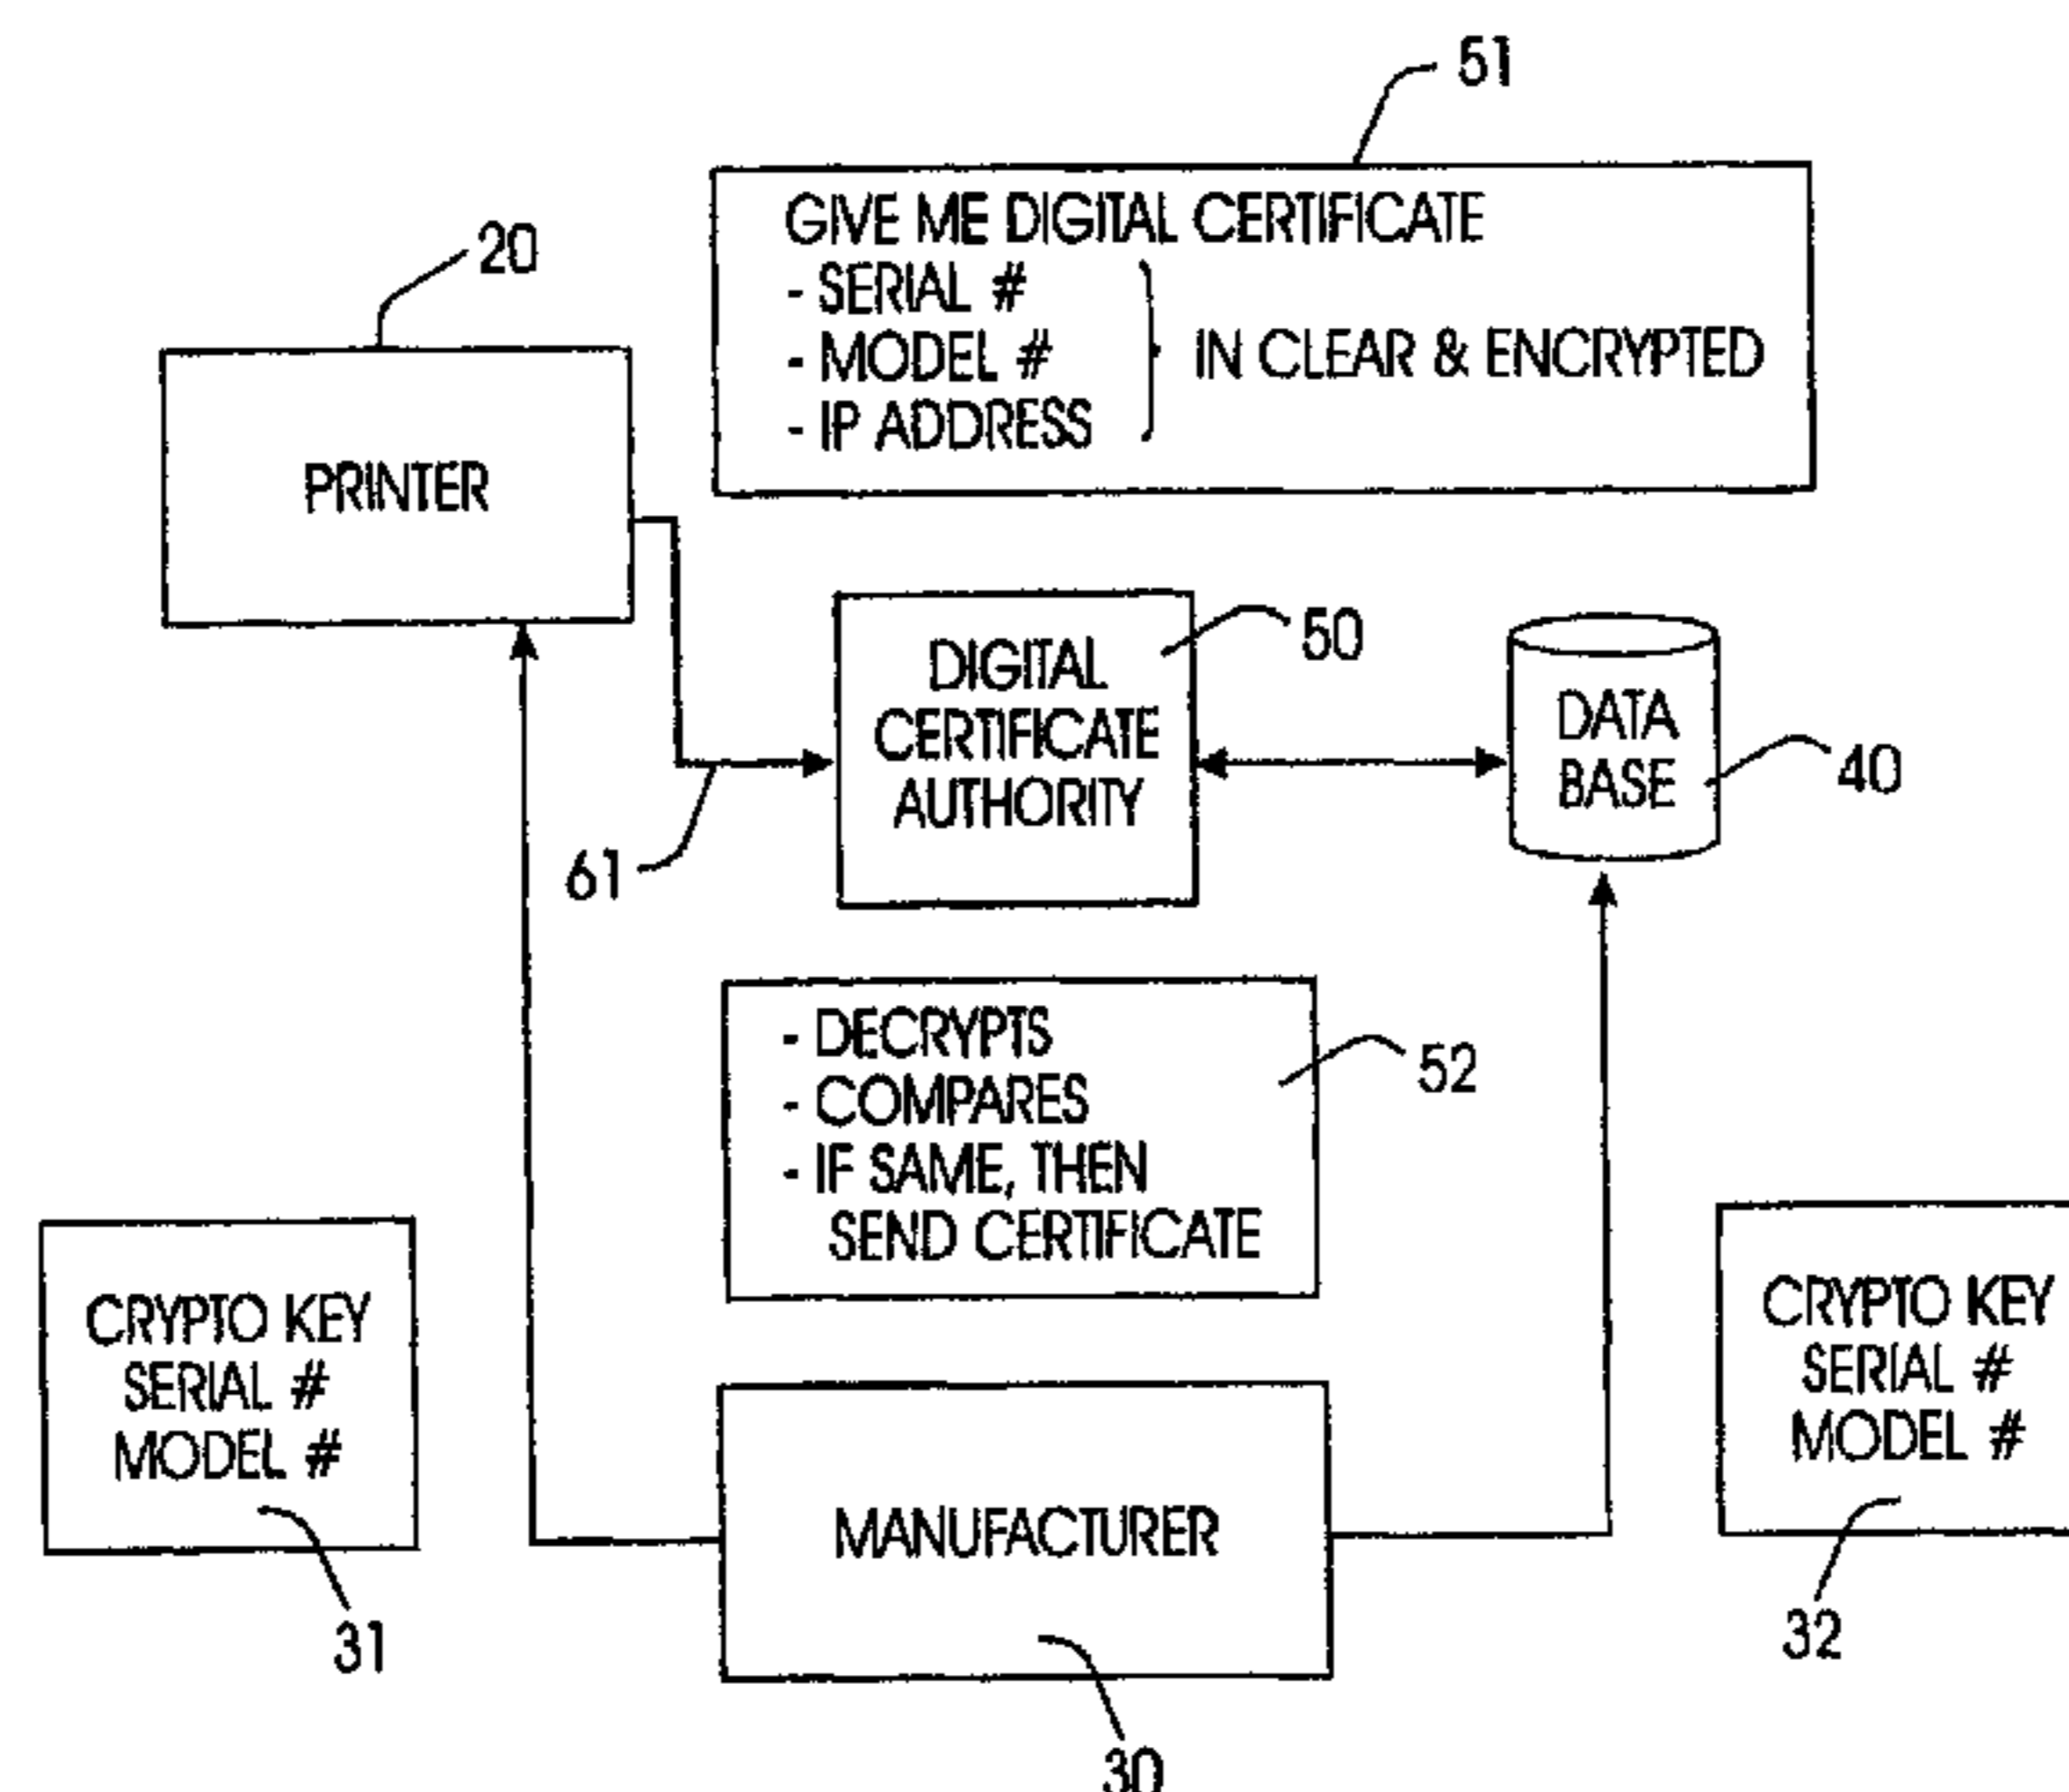 51
GIVE ME DIGITAL CERTIFICATE
- SERIAL #
- MODEL #
- IP ADDRESS
IN CLEAR & ENCRYPTED
20
PRINTER
DIGITAL
CERTIFICATE
AUTHORITY
50
DATA
BASE
40
61
- DECRYPTS
- COMPARES
- IF SAME, THEN
SEND CERTIFICATE
52
CRYPTO KEY
SERIAL #
MODEL #
31
MANUFACTURER
30
CRYPTO KEY
SERIAL #
MODEL #
32